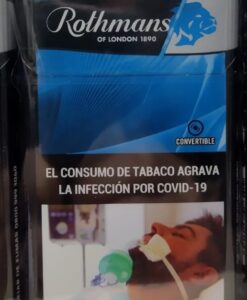 Rothmans
OF LONDON 1890
CONVERTIBLE
EL CONSUMO DE TABACO AGRAVA
LA INFECCIÓN POR COVID-19